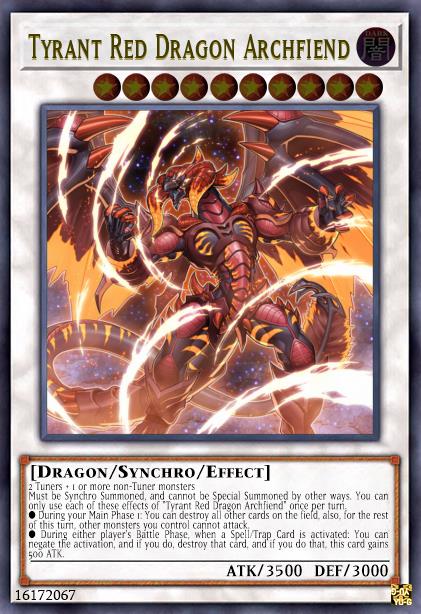 TYRANT RED DRAGON ARCHFIEND
DARK
闇
[DRAGON/SYNCHRO/EFFECT]
2 Tuners + 1 or more non-Tuner monsters
Must be Synchro Summoned, and cannot be Special Summoned by other ways. You can
only use each of these effects of "Tyrant Red Dragon Archfiend" once per turn.
● During your Main Phase 1: You can destroy all other cards on the field, also, for the rest
of this turn, other monsters you control cannot attack.
● During either player's Battle Phase, when a Spell/Trap Card is activated: You can
negate the activation, and if you do, destroy that card, and if you do that, this card gains
500 ATK.
ATK/3500 DEF/3000
16172067